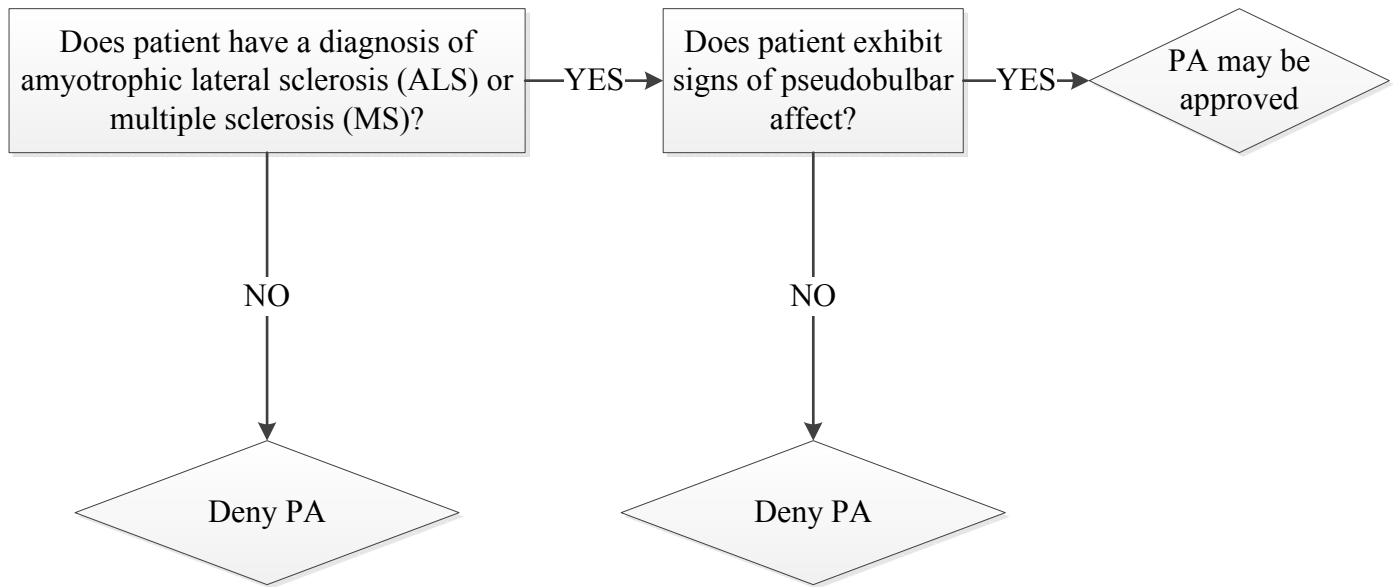 Does patient have a diagnosis of
amyotrophic lateral sclerosis (ALS) or
multiple sclerosis (MS)?
YES
Does patient exhibit
signs of pseudobulbar
affect?
YES
PA may be
approved
NO
NO
Deny PA
Deny PA